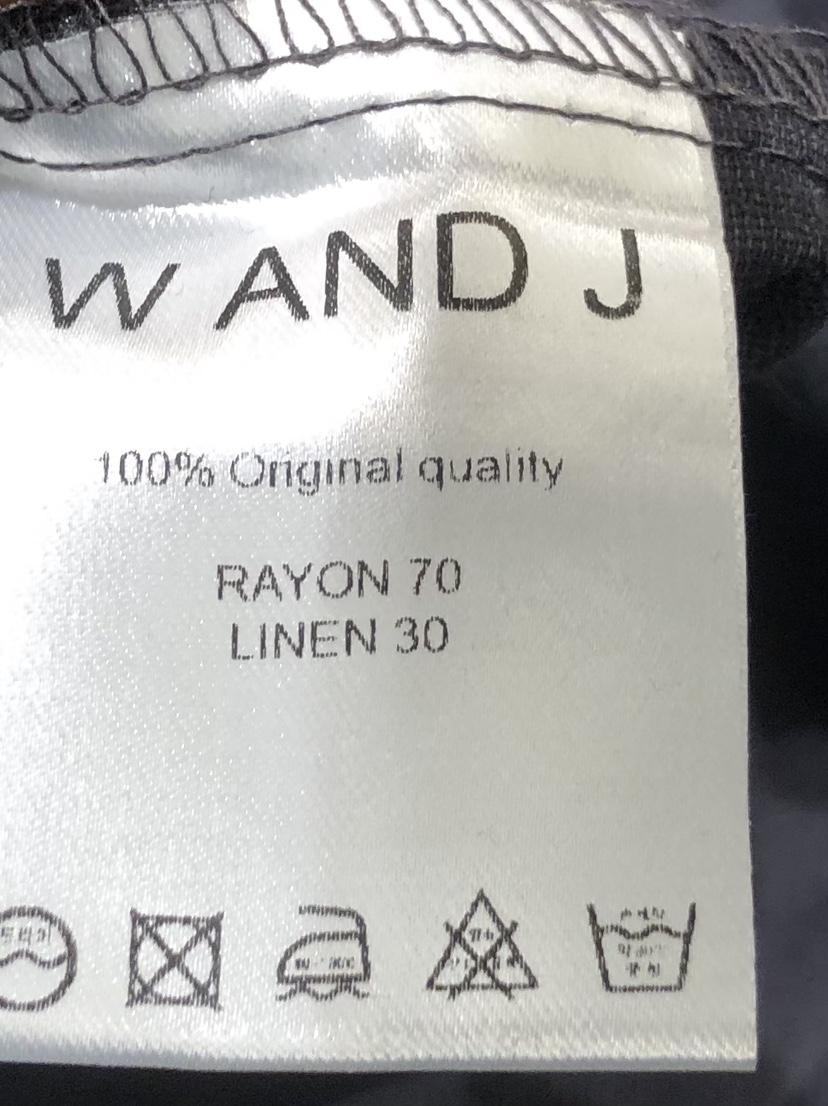 W AND J
100% Original quality
RAYON 70
LINEN 30